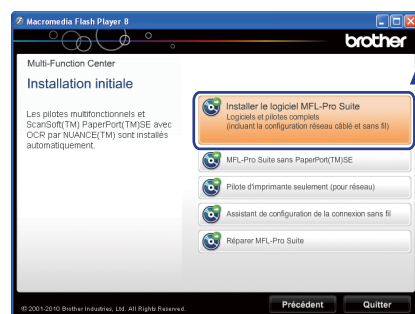 Macromedia Flash Player 8
brother
Multi-Function Center
Installation initiale
Les pilotes multifonctionnels et
ScanSoft(TM) PaperPort(TM)SE avec
OCR par NUANCE(TM) sont installés
automatiquement.
Installer le logiciel MFL-Pro Suite
Logiciels et pilotes complets
(incluant la configuration réseau câblé et sans fil)
MFL-Pro Suite sans PaperPort(TM)SE
Pilote d'imprimante seulement (pour réseau)
Assistant de configuration de la connexion sans fil
Réparer MFL-Pro Suite
© 2001-2010 Brother Industries, Ltd. All Rights Reserved.
Précédent
Quitter